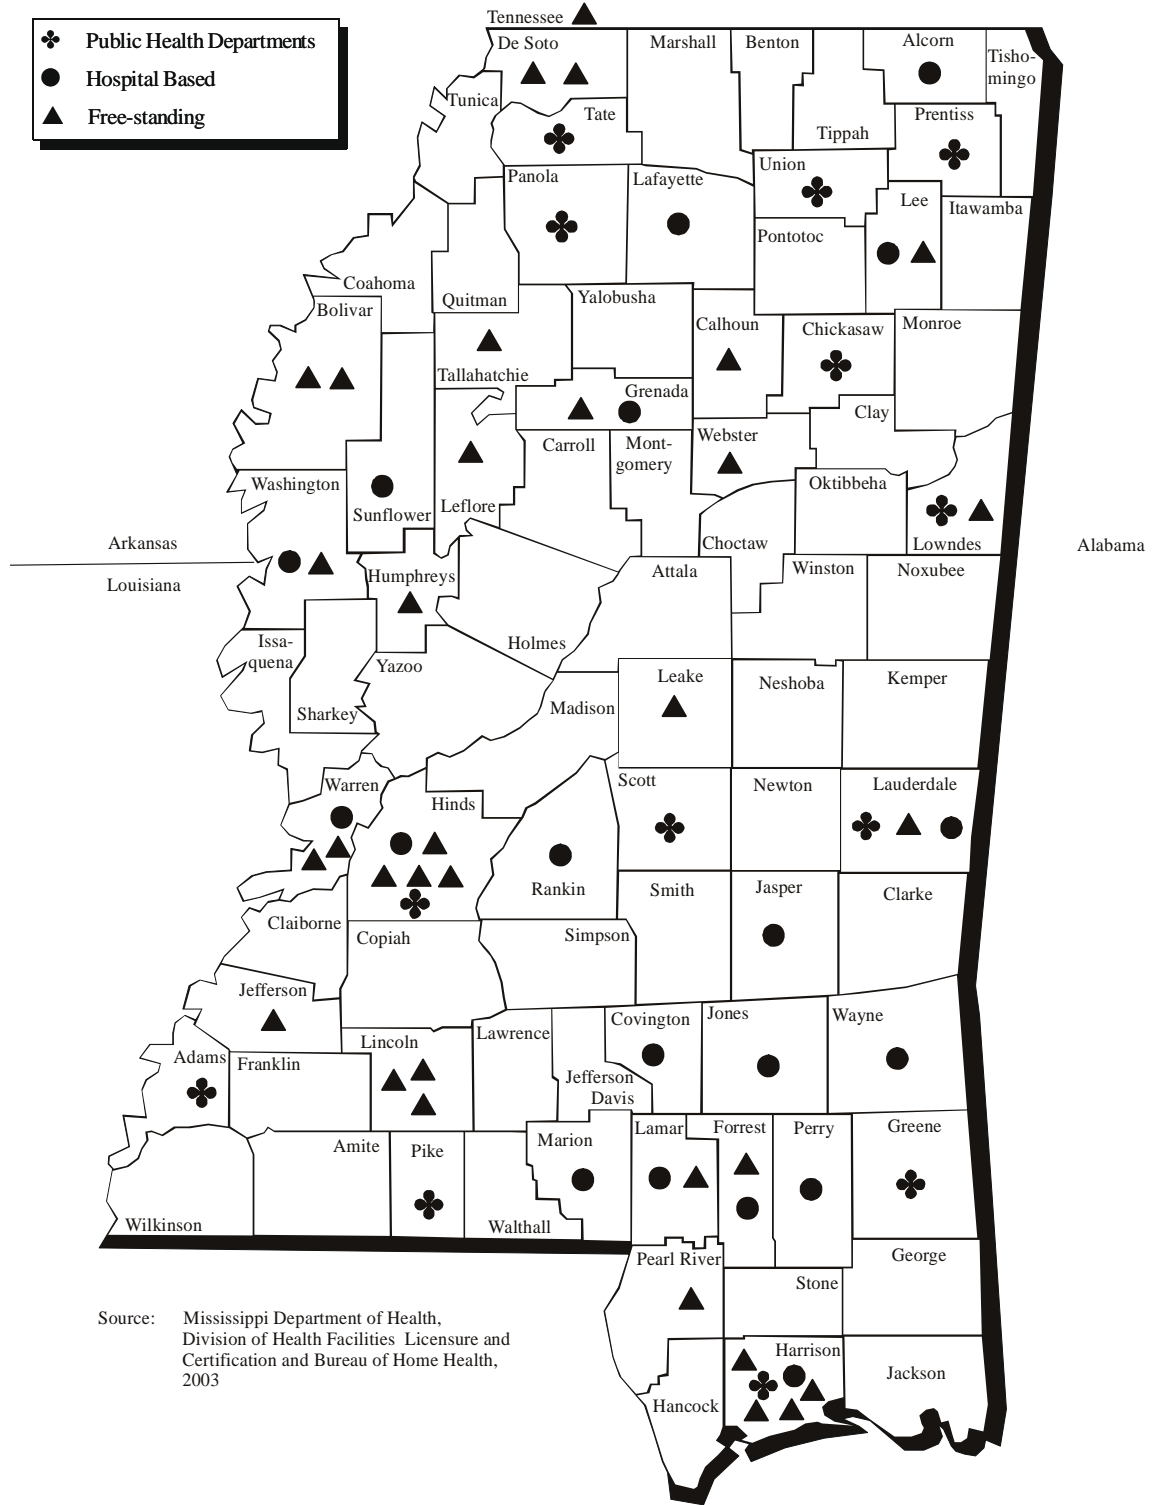 Tennessee
Public Health Departments
Hospital Based
Free-standing
De Soto
Marshall
Benton
Alcorn
Tisho-
mingo
Tunica
Tate
Tippah
Prentiss
Panola
Lafayette
Union
Lee
Itawamba
Pontotoc
Coahoma
Quitman
Yalobusha
Bolivar
Calhoun
Chickasaw
Monroe
Tallahatchie
Grenada
Clay
Carroll
Mont-
gomery
Webster
Washington
Sunflower
Leflore
Oktibbeha
Choctaw
Lowndes
Arkansas
Louisiana
Alabama
Humphreys
Attala
Winston
Noxubee
Issa-
quena
Holmes
Yazoo
Sharkey
Madison
Leake
Neshoba
Kemper
Warren
Hinds
Scott
Newton
Lauderdale
Rankin
Smith
Jasper
Clarke
Claiborne
Copiah
Simpson
Jefferson
Lincoln
Lawrence
Covington
Jones
Wayne
Adams
Franklin
Jefferson
Davis
Amite
Pike
Marion
Lamar
Forrest
Perry
Greene
Wilkinson
Walthall
Pearl River
George
Stone
Source: Mississippi Department of Health,
Division of Health Facilities Licensure and
Certification and Bureau of Home Health,
2003
Harrison
Jackson
Hancock